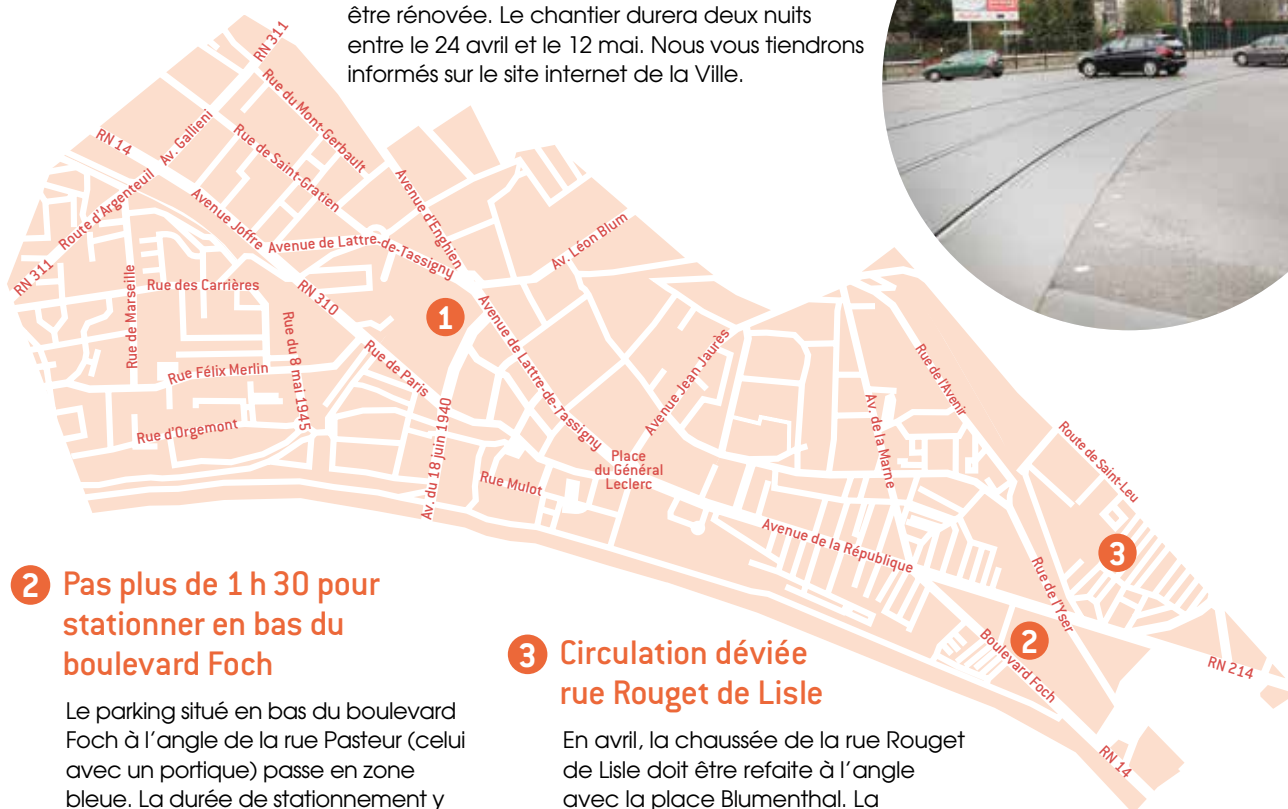 être rénovée. Le chantier durera deux nuits
entre le 24 avril et le 12 mai. Nous vous tiendrons
informés sur le site internet de la Ville.
RN 311
Rue du Mont-Gerbault
RN 14
Av. Gallieni
Rue de Saint-Gratien
Route d'Argenteuil
Avenue Joffre
Avenue d'Enghien
Av. Léon Blum
Avenue de Lattre-de-Tassigny
RN 311
Rue de Marseille
Rue des Carrières
RN 310
1
Rue du 8 mai 1945
Rue de Paris
Avenue de Lattre-de-Tassigny
Avenue Jean Jaurès
Rue de l'Avenir
Rue Félix Merlin
Rue d'Orgemont
Av. du 18 juin 1940
Av. de la Marne
Route de Saint-Leu
Place
du Général
Leclerc
Rue Mulot
Avenue de la République
3
Rue de l'Yser
2
Boulevard Foch
RN 214
RN 14
2 Pas plus de 1 h 30 pour
stationner en bas du
boulevard Foch
Le parking situé en bas du boulevard
Foch à l'angle de la rue Pasteur (celui
avec un portique) passe en zone
bleue. La durée de stationnement y
3 Circulation déviée
rue Rouget de Lisle
En avril, la chaussée de la rue Rouget
de Lisle doit être refaite à l'angle
avec la place Blumenthal. La